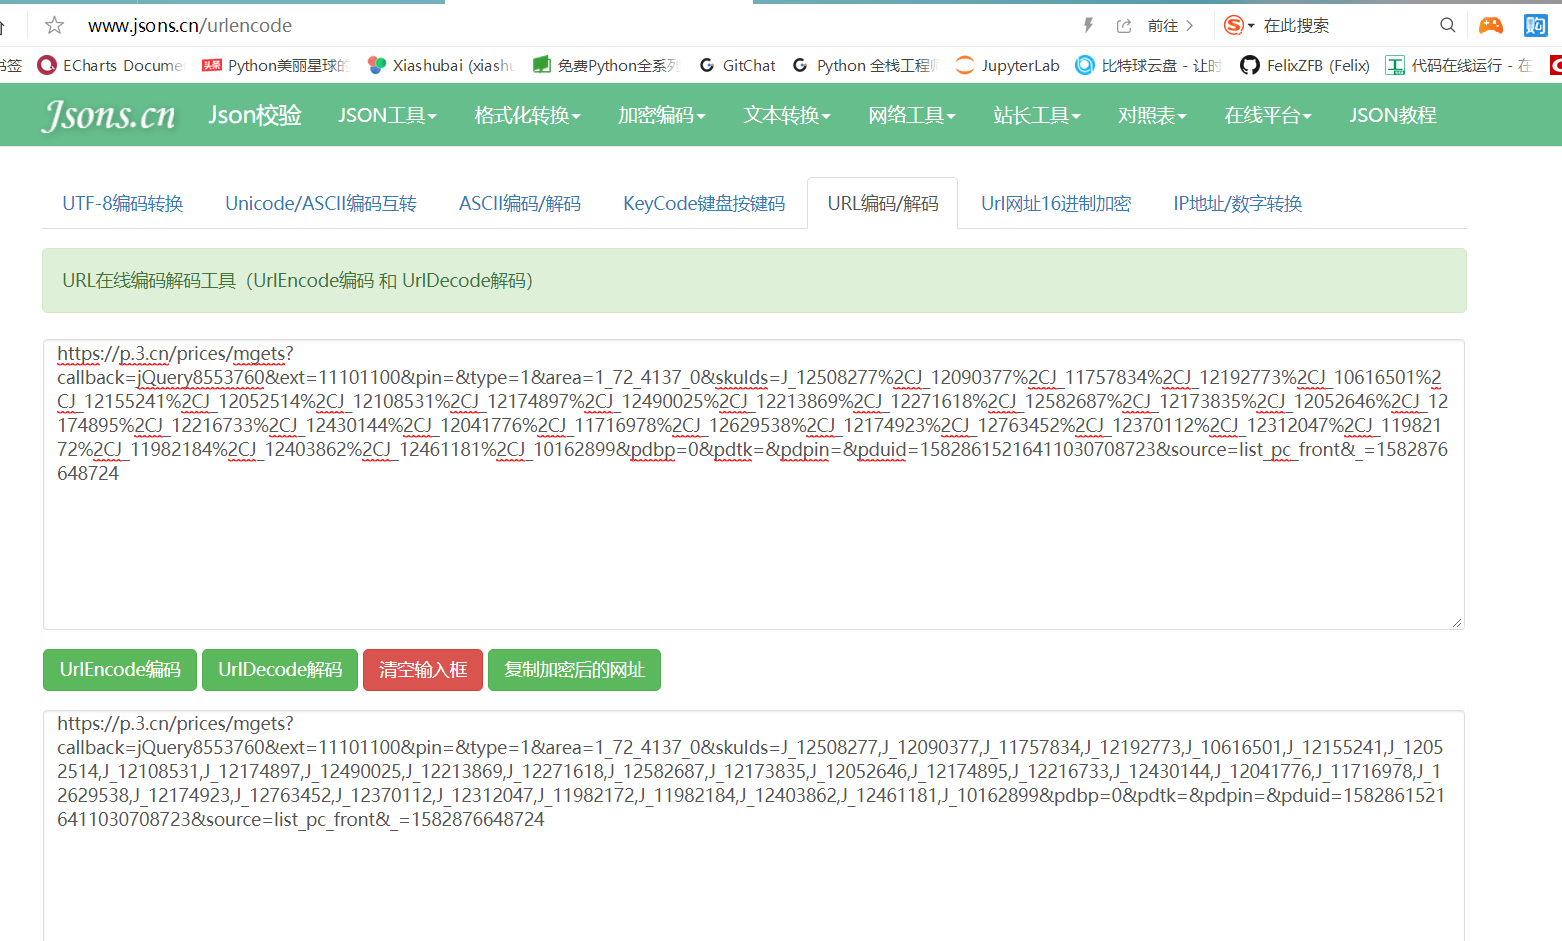 www.jsons.cn/urlencode 前往 在此搜索 购
书签 ECharts Docume Python美丽星球的 Xiashubai (xiashu 免费Python全系列 GitChat Python 全栈工程师 JupyterLab 比特球云盘 - 让时 FelixZFB (Felix) 代码在线运行 - 在
Jsons.cn Json校验 JSON工具 格式化转换 加密编码 文本转换 网络工具 站长工具 对照表 在线平台 JSON教程
UTF-8编码转换 Unicode/ASCII编码互转 ASCII编码/解码 KeyCode键盘按键码 URL编码/解码 Url网址16进制加密 IP地址/数字转换
URL在线编码解码工具（UrlEncode编码 和 UrlDecode解码）
https://p.3.cn/prices/mgets?
callback=jQuery8553760&ext=11101100&pin=&type=1&area=1_72_4137_0&skuIds=J_12508277%2CJ_12090377%2CJ_11757834%2CJ_12192773%2CJ_10616501%2
CJ_12155241%2CJ_12052514%2CJ_12108531%2CJ_12174897%2CJ_12490025%2CJ_12213869%2CJ_12271618%2CJ_12582687%2CJ_12173835%2CJ_12052646%2CJ_12
174895%2CJ_12216733%2CJ_12430144%2CJ_12041776%2CJ_11716978%2CJ_12629538%2CJ_12174923%2CJ_12763452%2CJ_12370112%2CJ_12312047%2CJ_119821
72%2CJ_11982184%2CJ_12403862%2CJ_12461181%2CJ_10162899&pdbp=0&pdtk=&pdpin=&pduid=15828615216411030708723&source=list_pc_front&_=1582876
648724
UrlEncode编码 UrlDecode解码 清空输入框 复制加密后的网址
https://p.3.cn/prices/mgets?
callback=jQuery8553760&ext=11101100&pin=&type=1&area=1_72_4137_0&skuIds=J_12508277,J_12090377,J_11757834,J_12192773,J_10616501,J_12155241,J_1205
2514,J_12108531,J_12174897,J_12490025,J_12213869,J_12271618,J_12582687,J_12173835,J_12052646,J_12174895,J_12216733,J_12430144,J_12041776,J_11716978,J_1
2629538,J_12174923,J_12763452,J_12370112,J_12312047,J_11982172,J_11982184,J_12403862,J_12461181,J_10162899&pdbp=0&pdtk=&pdpin=&pduid=158286152
16411030708723&source=list_pc_front&_=1582876648724